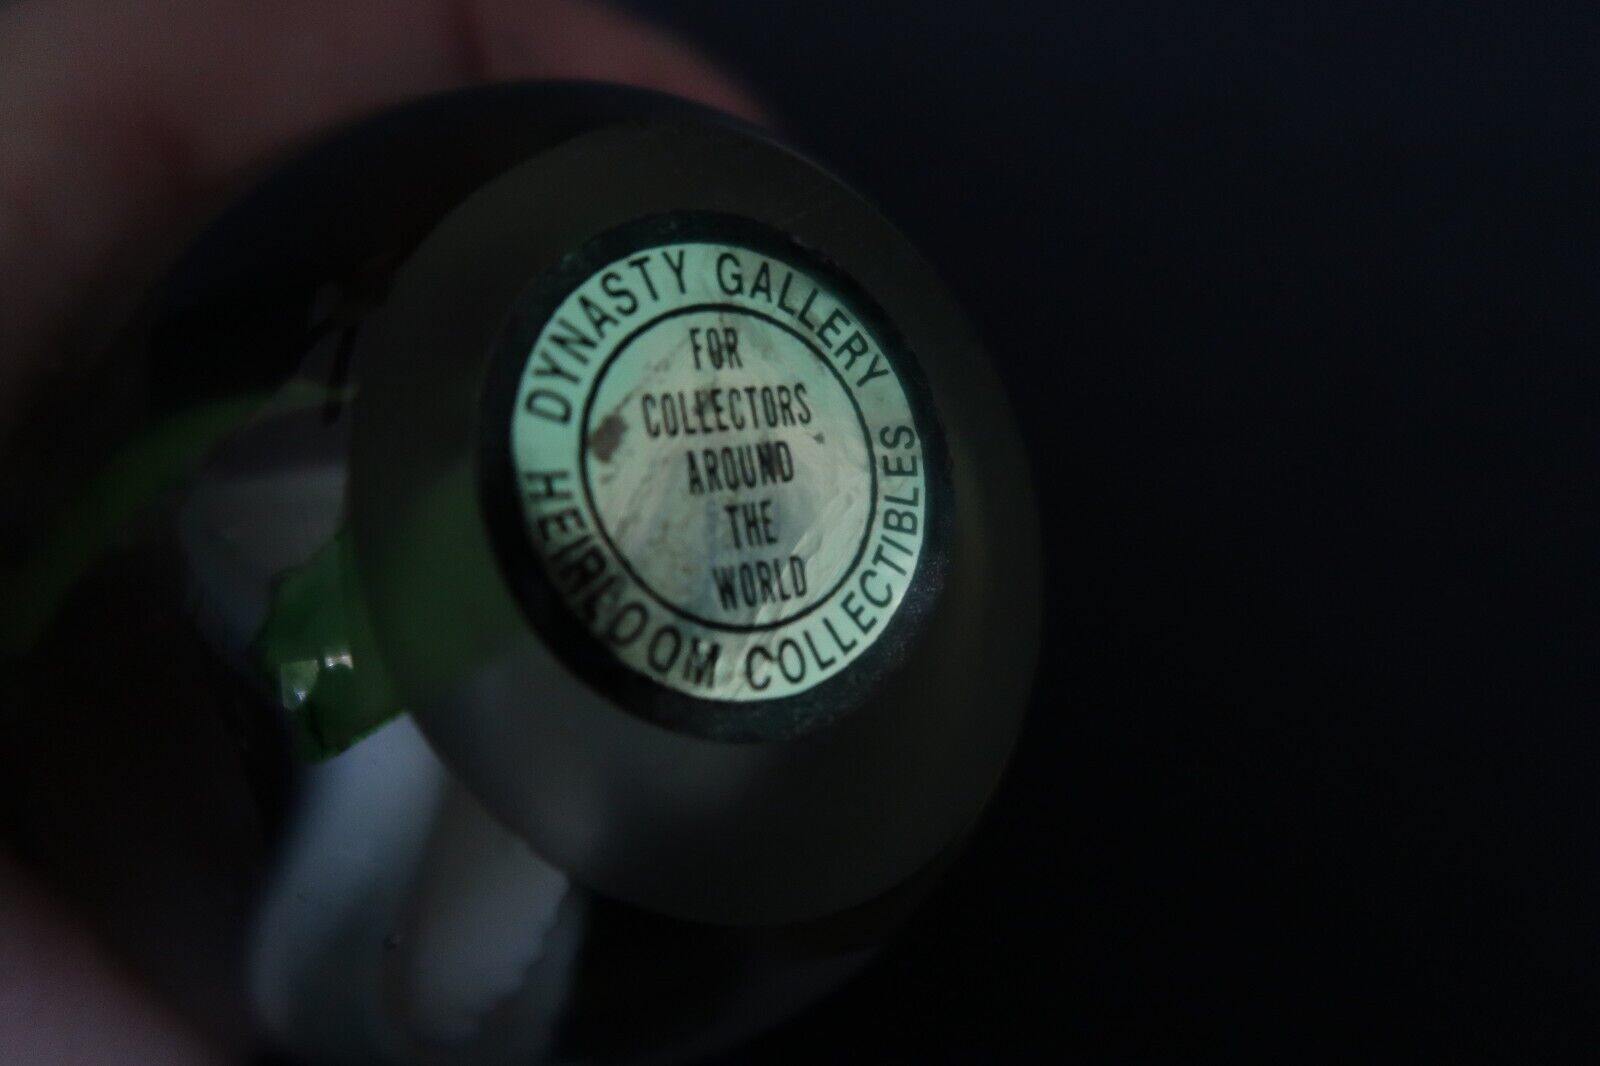 DYNASTY GALLERY
HEIRLOOM COLLECTIBLES
FOR
COLLECTORS
AROUND
THE
WORLD